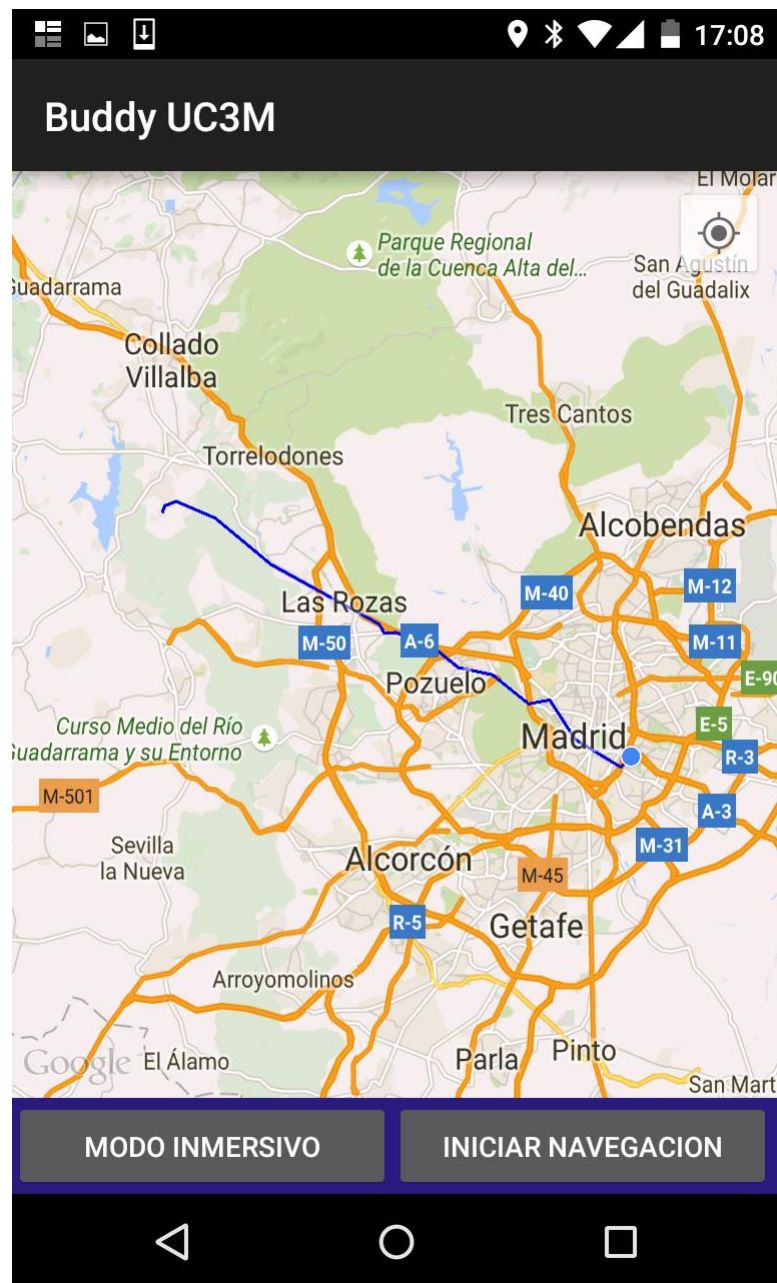 17:08
Buddy UC3M
El Molar
Parque Regional
de la Cuenca Alta del...
San Agustín
del Guadalix
Guadarrama
Collado
Villalba
Tres Cantos
Torrelodones
Alcobendas
M-12
M-40
Las Rozas
M-50
A-6
M-11
Pozuelo
E-90
Curso Medio del Río
Guadarrama y su Entorno
Madrid
E-5
R-3
M-501
A-3
Sevilla
la Nueva
M-31
Alcorcón
M-45
R-5
Getafe
Arroyomolinos
Google
El Álamo
Parla
Pinto
San Mart
MODO INMERSIVO
INICIAR NAVEGACION